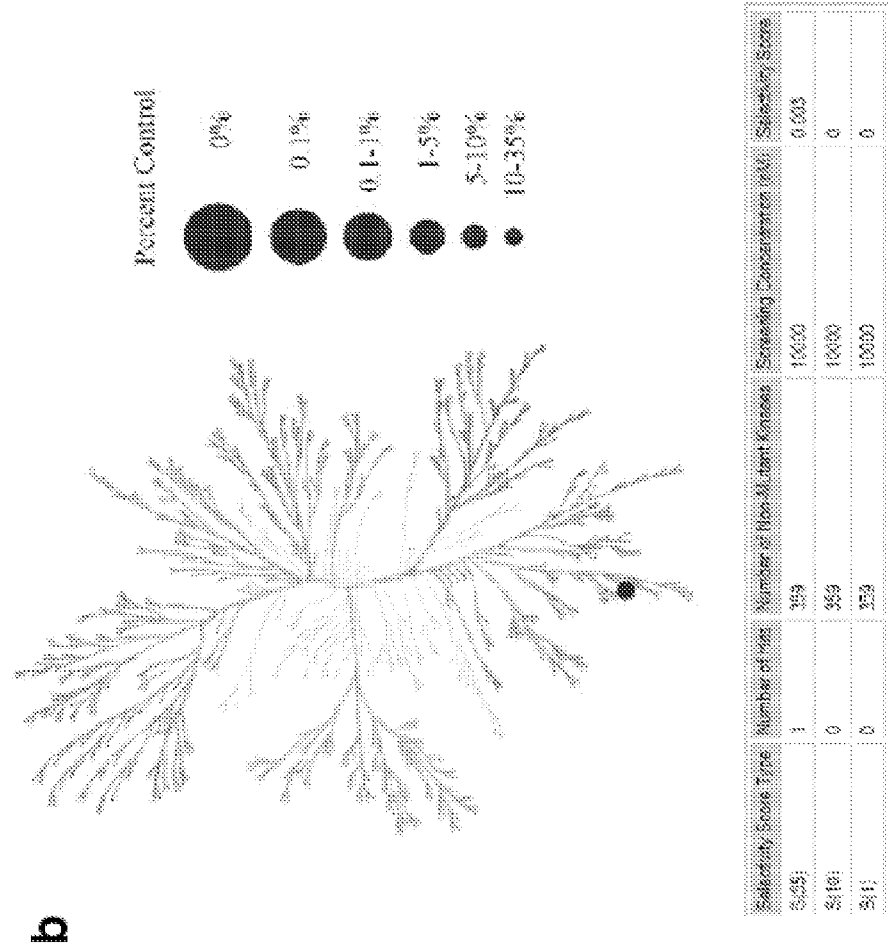 b
Percent Control
0%
0.1%
0.1-1%
1-5%
5-10%
10-35%
Selectivity Score Type Number of Hits Number of Non-Mutant Kinases Screening Concentration (nM) Selectivity Score
S(35) 1 359 10000 0.003
S(10) 0 359 10000 0
S(1) 0 359 10000 0